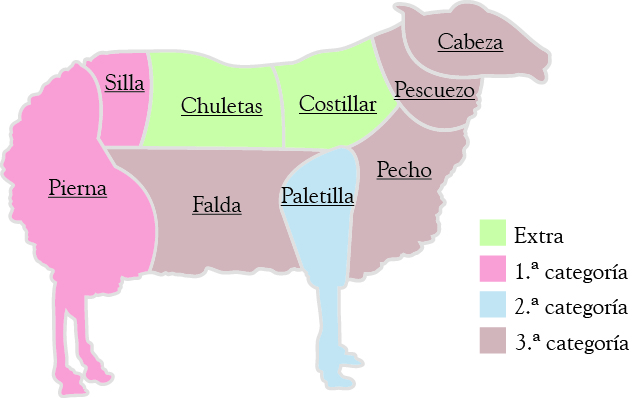 Cabeza
Silla
Chuletas
Costillar
Pescuezo
Pierna
Falda
Paletilla
Pecho
Extra
1.ª categoría
2.ª categoría
3.ª categoría